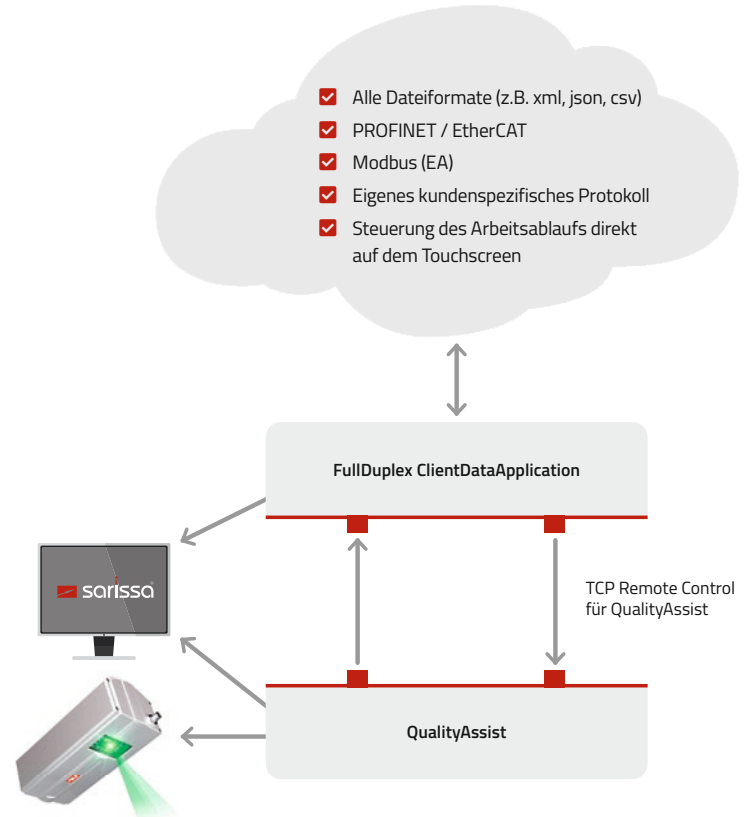 Alle Dateiformate (z.B. xml, json, csv)
PROFINET / EtherCAT
Modbus (EA)
Eigenes kundenspezifisches Protokoll
Steuerung des Arbeitsablaufs direkt
auf dem Touchscreen
FullDuplex ClientDataApplication
sarissa
TCP Remote Control
für QualityAssist
QualityAssist